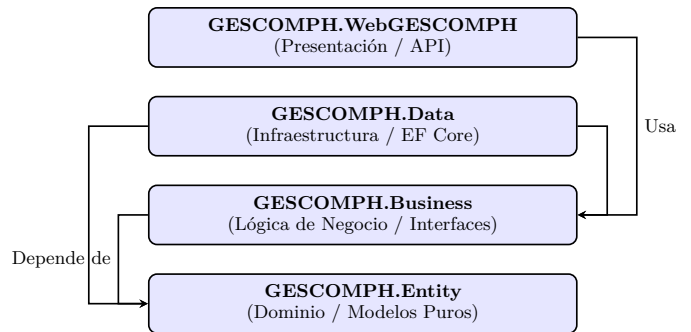 GESCOMPH.WebGESCOMPH
(Presentación / API)
GESCOMPH.Data
(Infraestructura / EF Core)
Usa
GESCOMPH.Business
(Lógica de Negocio / Interfaces)
Depende de
GESCOMPH.Entity
(Dominio / Modelos Puros)